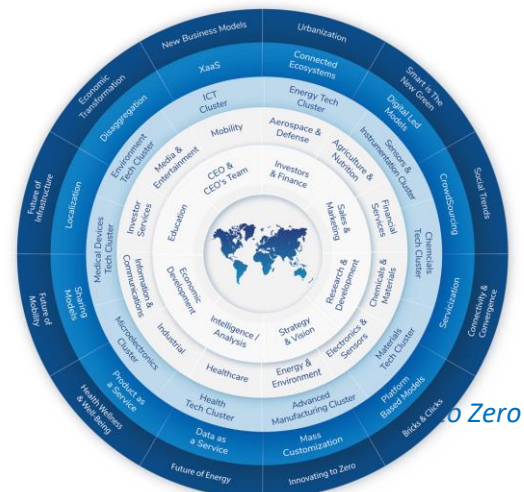 New Business Models
Urbanization
Smart is The
New Green
Social Trends
Connectivity &
Convergence
Bricks & Clicks
Innovating to Zero
Future of Energy
Health Wellness
& Well-Being
Future of
Mobility
Future of
Infrastructure
Economic
Transformation
XaaS
Connected
Ecosystems
Digital Led
Models
CrowdSourcing
Servicization
Platform
Based Models
Mass
Customization
Data as
a Service
Product as
a Service
Sharing
Models
Localization
Disaggregation
ICT
Cluster
Energy Tech
Cluster
Sensors &
Instrumentation Cluster
Chemcials
Tech Cluster
Materials
Tech Cluster
Advanced
Manufacturing Cluster
Health
Tech Cluster
Microelectronics
Cluster
Medical Devices
Tech Cluster
Environment
Tech Cluster
Mobility
Aerospace &
Defense
Agriculture &
Nutrition
Financial
Services
Chemicals &
Materials
Electronics &
Sensors
Energy &
Environment
Healthcare
Industrial
Information &
Communications
Investor
Services
Media &
Entertainment
CEO &
CEO's Team
Investors
& Finance
Sales &
Marketing
Research &
Development
Strategy
& Vision
Intelligence /
Analysis
Economic
Development
Education
Zero